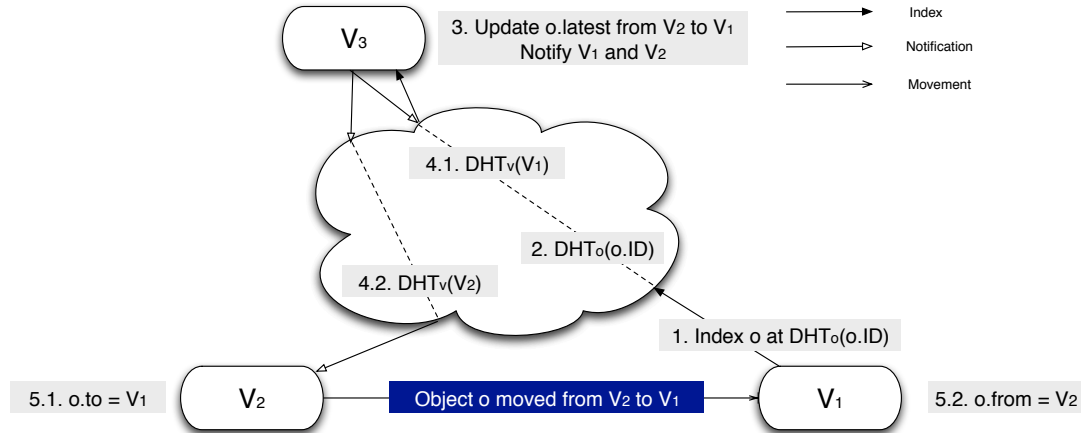 V3
3. Update o.latest from V2 to V1
Notify V1 and V2
Index
Notification
Movement
4.1. DHTv(V1)
2. DHTo(o.ID)
4.2. DHTv(V2)
1. Index o at DHTo(o.ID)
5.1. o.to = V1
V2
Object o moved from V2 to V1
V1
5.2. o.from = V2